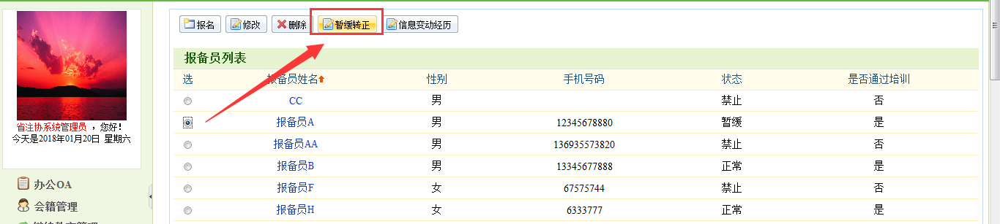 报名 修改 删除 暂缓转正 信息变动经历
报备员列表
选 报备员姓名 性别 手机号码 状态 是否通过培训
CC 男 禁止 否
报备员A 男 12345678880 暂缓 是
报备员AA 男 136935573820 禁止 否
报备员B 男 13345677888 正常 是
报备员F 女 67575744 禁止 否
报备员H 女 6333777 正常 是
省注协系统管理员 ，您好！
今天是2018年01月20日 星期六
办公OA
会籍管理